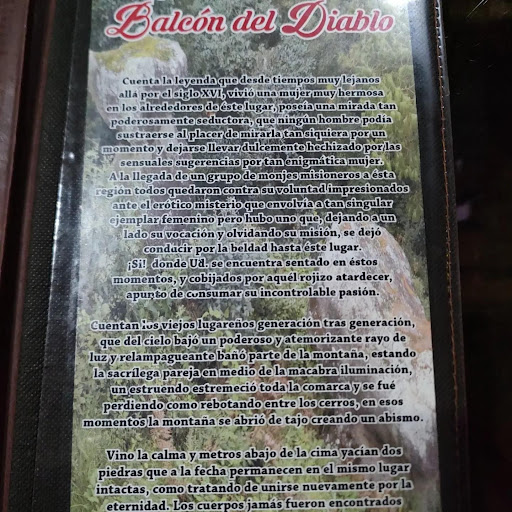 Balcón del Diablo
Cuenta la leyenda que desde tiempos muy lejanos
allá por el siglo XVI, vivió una mujer muy hermosa
en los alrededores de éste lugar, poseía una mirada tan
poderosamente seductora, que ningún hombre podía
sustraerse al placer de mirarla tan siquiera por un
momento y dejarse llevar dulcemnte hechizado por las
sensuales sugerencias por tan enigmática mujer.
A la llegada de un grupo de monjes misioneros a ésta
región todos quedaron contra su voluntad impresionados
ante el erótico misterio que envolvía a tan singular
ejemplar femenino pero hubo uno que, dejando a un
lado su vocación y olvidando su misión, se dejó
conducir por la beldad hasta éste lugar.
¡Si! donde Ud. se encuentra sentado en éstos
momentos, y cobijados por aquél rojizo atardecer,
apunto de consumar su incontrolable pasión.
Cuentan los viejos lugareños generación tras generación,
que del cielo bajó un poderoso y atemorizante rayo de
luz y relampagueante bañó parte de la montaña, estando
la sacrílega pareja en medio de la macabra iluminación,
un estruendo estremeció toda la comarca y se fué
perdiendo como rebotando entre los cerros, en esos
momentos la montaña se abrió de tajo creando un abismo.
Vino la calma y metros abajo de la cima yacían dos
piedras que a la fecha permanecen en el mismo lugar
intactas, como tratando de unirse nuevamente por la
eternidad. Los cuerpos jamás fueron encontrados